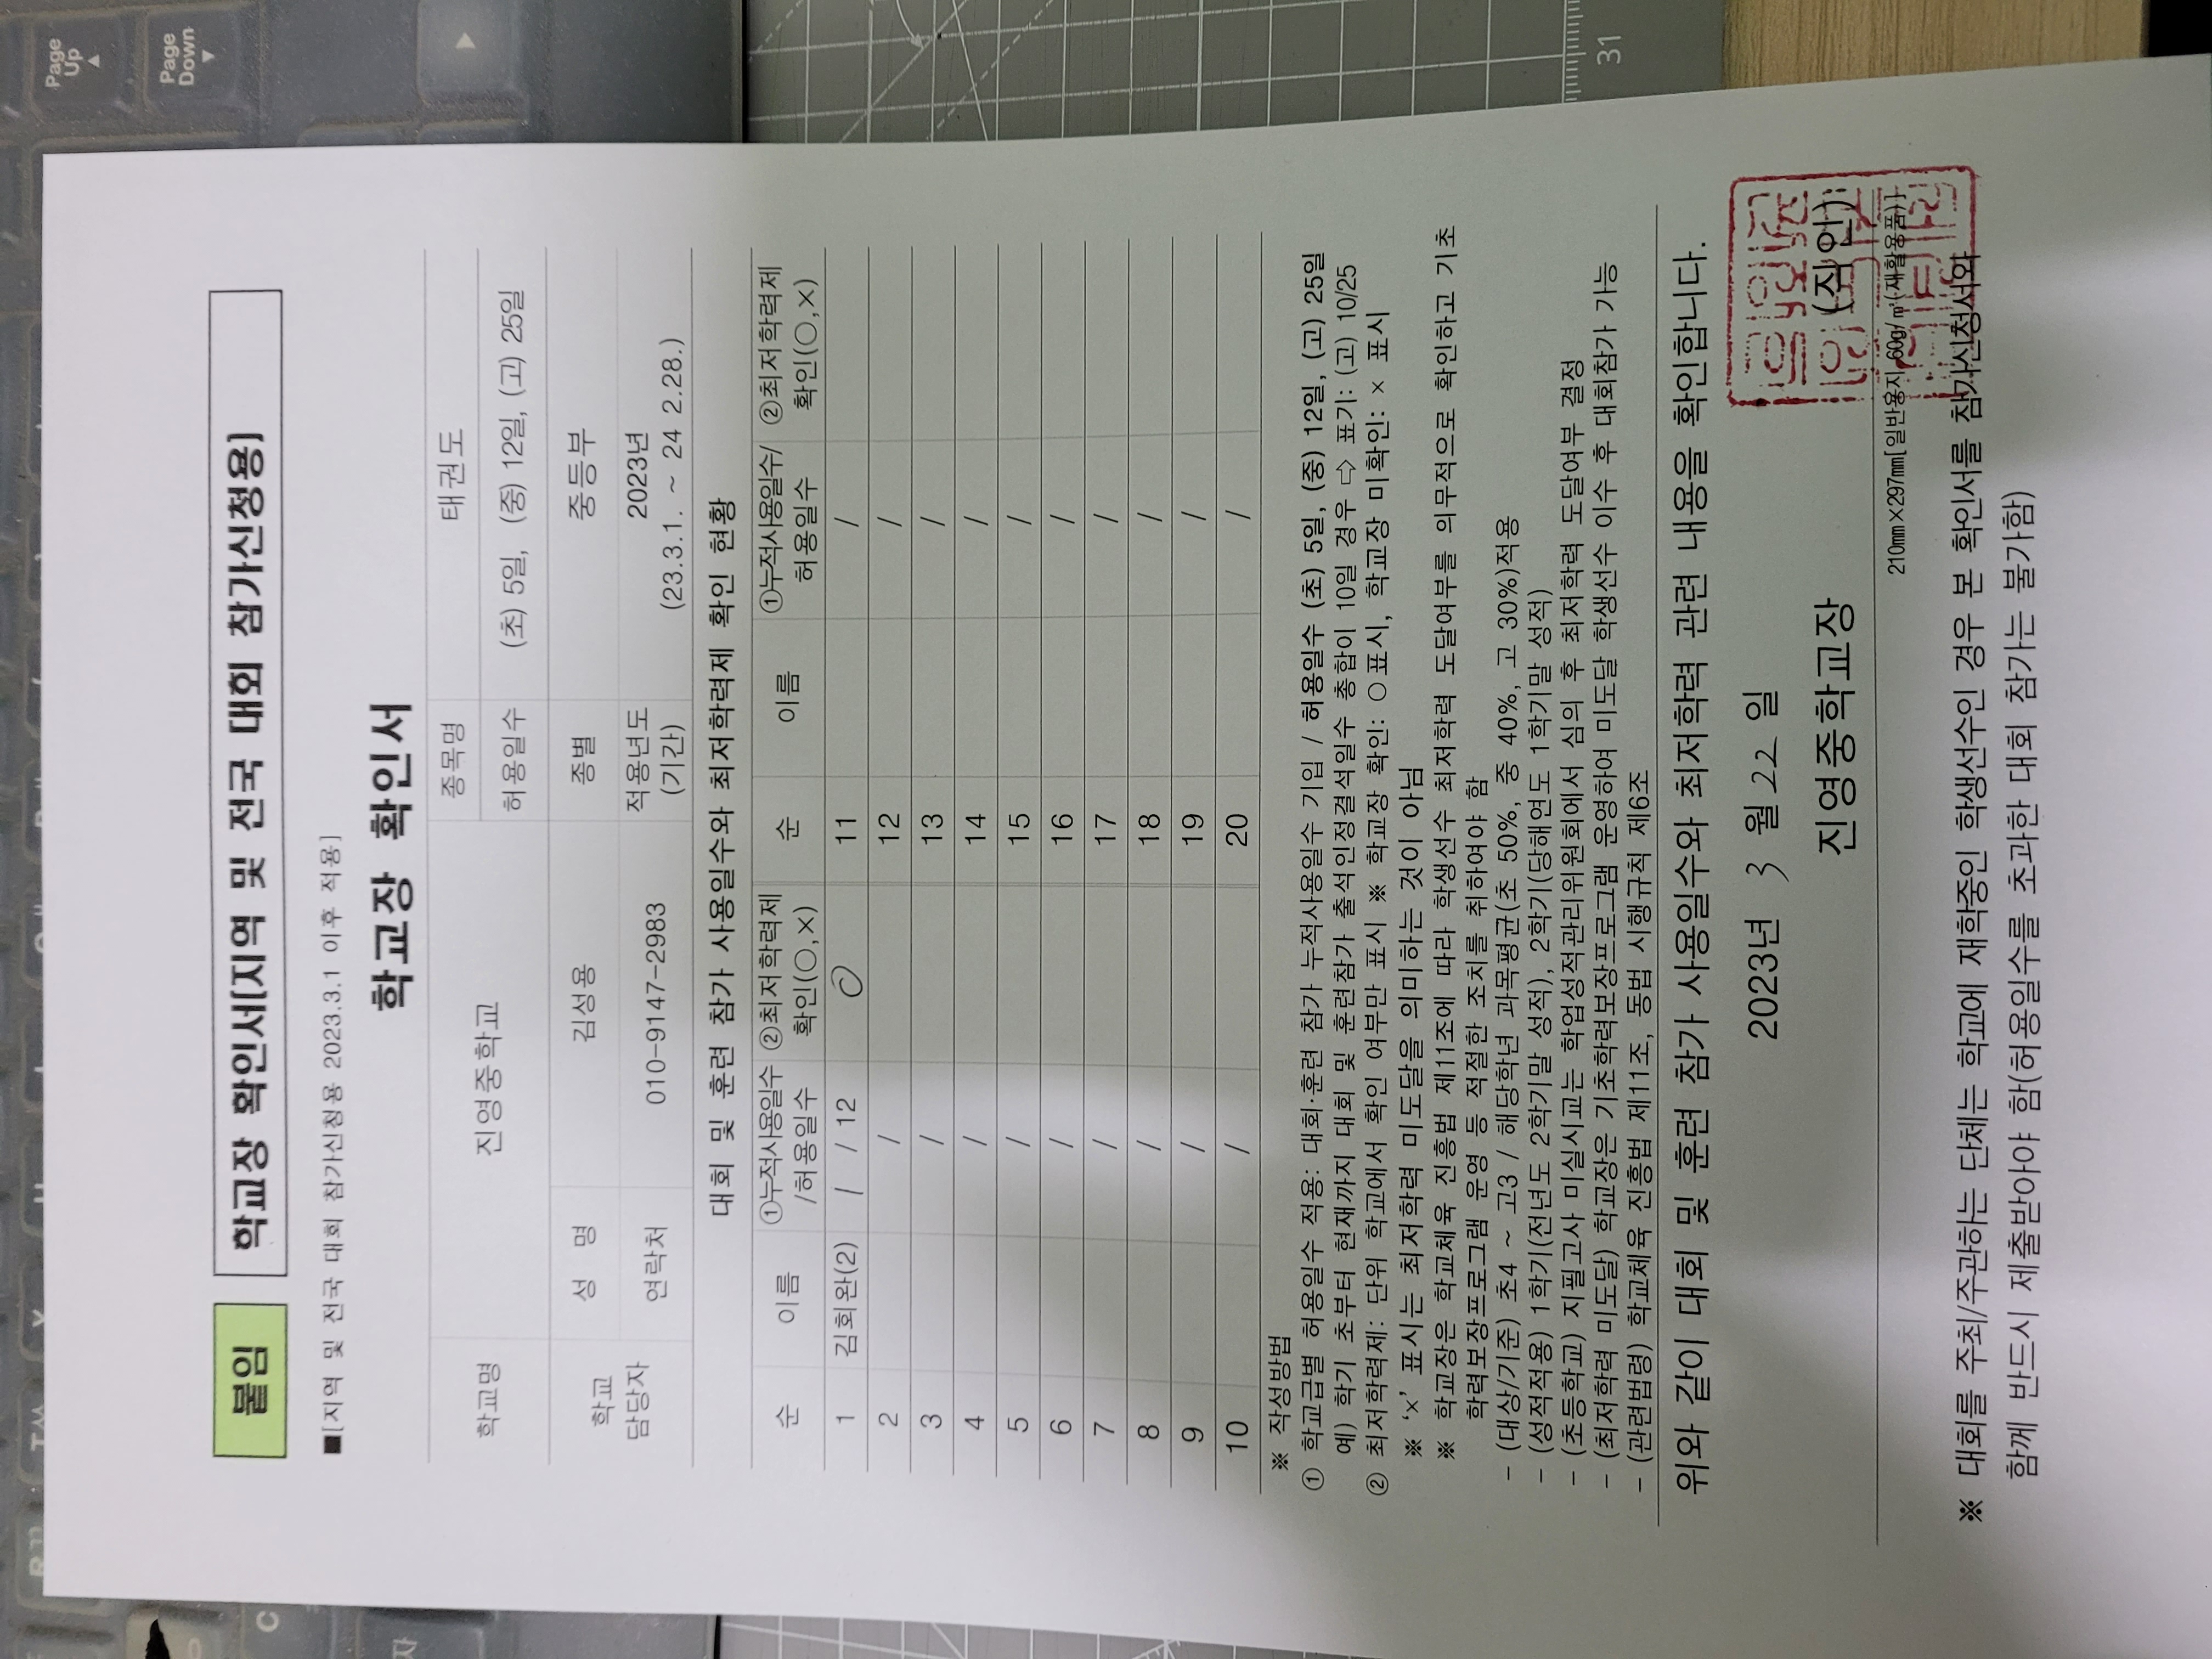 붙임
학교장 확인서[지역 및 전국 대회 참가신청용]
■[지역 및 전국 대회 참가신청용 2023.3.1 이후 적용]
학교장 확인서
학교명 진영중학교 종목명 태권도
허용일수 (초) 5일, (중) 12일, (고) 25일
학교 담당자 성 명 김성용 종별 중등부
연락처 010-9147-2983 적용년도 (기간) 2023년 (23.3.1. ~ 24 2.28.)
대회 및 훈련 참가 사용일수와 최저학력제 확인 현황
순 이름 ①누적사용일수/허용일수 ②최저학력제 확인(○,×) 순 이름 ①누적사용일수/허용일수 ②최저학력제 확인(○,×)
1 김회완(2) 1 / 12 O 11 /
2 / 12 /
3 / 13 /
4 / 14 /
5 / 15 /
6 / 16 /
7 / 17 /
8 / 18 /
9 / 19 /
10 / 20 /
※ 작성방법
① 학교급별 허용일수 적용: 대회·훈련 참가 누적사용일수 기입 / 허용일수 (초) 5일, (중) 12일, (고) 25일
예) 학기 초부터 현재까지 대회 및 훈련참가 출석인정결석일수 총합이 10일 경우 ⇨ 표기: (고) 10/25
② 최저학력제: 단위 학교에서 확인 여부만 표시 ※ 학교장 확인: ○표시, 학교장 미확인: × 표시
※ '×' 표시는 최저학력 미도달을 의미하는 것이 아님
※ 학교장은 학교체육 진흥법 제11조에 따라 학생선수 최저학력 도달여부를 의무적으로 확인하고 기초
학력보장프로그램 운영 등 적절한 조치를 취하여야 함
- (대상/기준) 초4 ~ 고3 / 해당학년 과목평균(초 50%, 중 40%, 고 30%)적용
- (성적적용) 1학기(전년도 2학기말 성적), 2학기(당해연도 1학기말 성적)
- (초등학교) 지필고사 미실시교는 학업성적관리위원회에서 심의 후 최저학력 도달여부 결정
- (최저학력 미도달) 학교장은 기초학력보장프로그램 운영하여 미도달 학생선수 이수 후 대회참가 가능
- (관련법령) 학교체육 진흥법 제11조, 동법 시행규칙 제6조
위와 같이 대회 및 훈련 참가 사용일수와 최저학력 관련 내용을 확인합니다.
2023년 3 월 22 일
진영중학교장 (직인)
210㎜×297㎜[일반용지 60g/㎡(재활용품)]
※ 대회를 주최/주관하는 단체는 학교에 재학중인 학생선수인 경우 본 확인서를 참가신청서와
함께 반드시 제출받아야 함(허용일수를 초과한 대회 참가는 불가함)
Page Up
Page Down
31